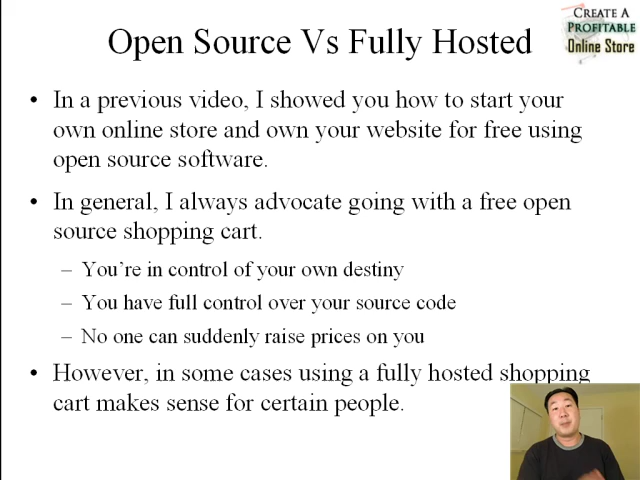 Open Source Vs Fully Hosted
CREATE A
PROFITABLE
Online Store
• In a previous video, I showed you how to start your
own online store and own your website for free using
open source software.
• In general, I always advocate going with a free open
source shopping cart.
– You're in control of your own destiny
– You have full control over your source code
– No one can suddenly raise prices on you
• However, in some cases using a fully hosted shopping
cart makes sense for certain people.